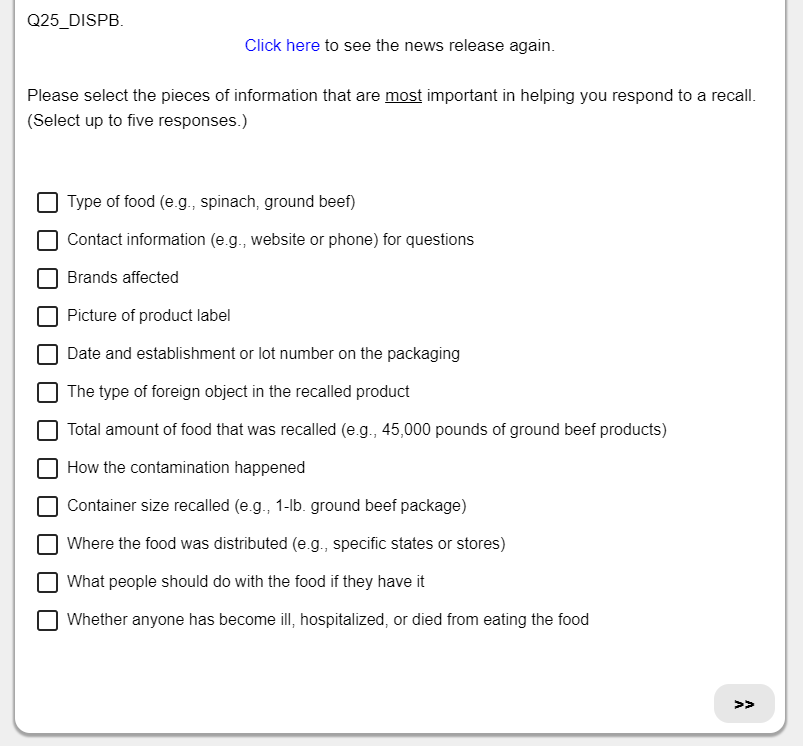 Q25_DISPB.
Click here to see the news release again.
Please select the pieces of information that are most important in helping you respond to a recall.
(Select up to five responses.)
Type of food (e.g., spinach, ground beef)
Contact information (e.g., website or phone) for questions
Brands affected
Picture of product label
Date and establishment or lot number on the packaging
The type of foreign object in the recalled product
Total amount of food that was recalled (e.g., 45,000 pounds of ground beef products)
How the contamination happened
Container size recalled (e.g., 1-lb. ground beef package)
Where the food was distributed (e.g., specific states or stores)
What people should do with the food if they have it
Whether anyone has become ill, hospitalized, or died from eating the food
>>